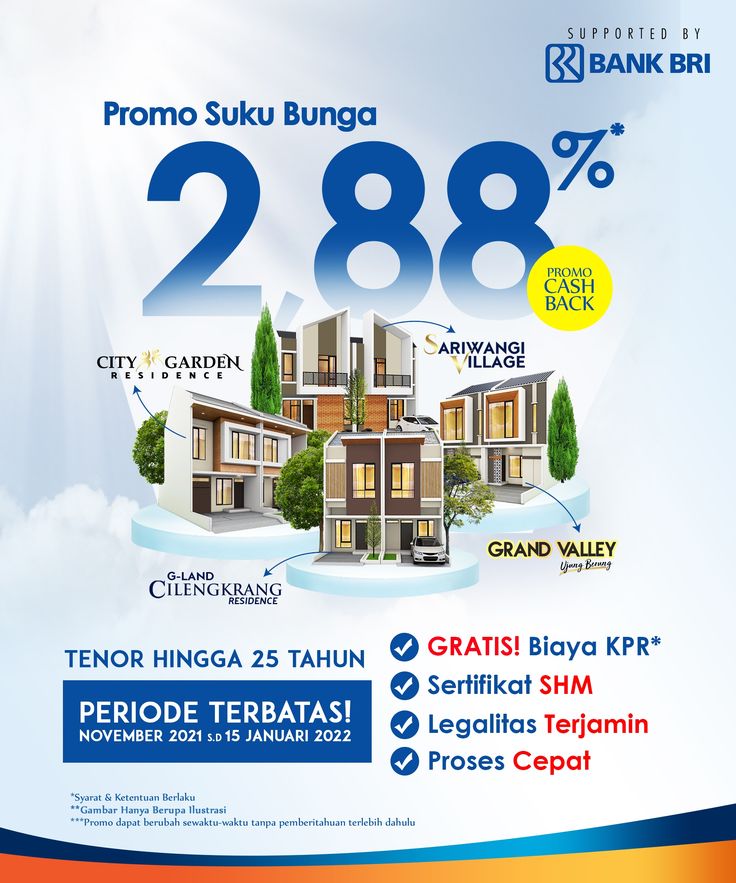 SUPPORTED BY
BANK BRI
Promo Suku Bunga
2,88%*
PROMO
CASH
BACK
SARIWANGI
VILLAGE
CITY GARDEN
RESIDENCE
GRAND VALLEY
Ujung Berung
G-LAND
CILENGKRANG
RESIDENCE
TENOR HINGGA 25 TAHUN
PERIODE TERBATAS!
NOVEMBER 2021 S.D 15 JANUARI 2022
GRATIS! Biaya KPR*
Sertifikat SHM
Legalitas Terjamin
Proses Cepat
*Syarat & Ketentuan Berlaku
**Gambar Hanya Berupa Ilustrasi
***Promo dapat berubah sewaktu-waktu tanpa pemberitahuan terlebih dahulu